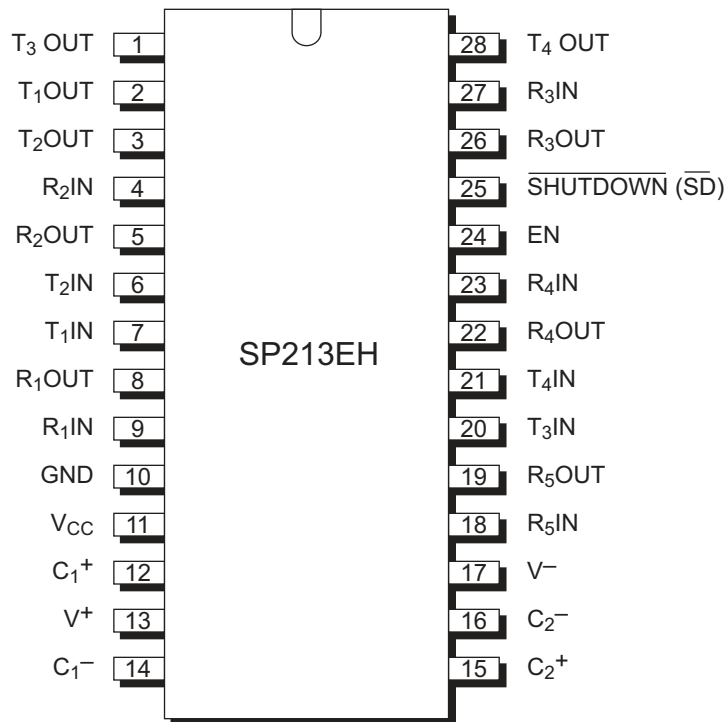 T3 OUT 1 28 T4 OUT
T1OUT 2 27 R3IN
T2OUT 3 26 R3OUT
R2IN 4 25 SHUTDOWN (SD)
R2OUT 5 24 EN
T2IN 6 23 R4IN
T1IN 7 22 R4OUT
SP213EH
R1OUT 8 21 T4IN
R1IN 9 20 T3IN
GND 10 19 R5OUT
VCC 11 18 R5IN
C1+ 12 17 V–
V+ 13 16 C2–
C1– 14 15 C2+